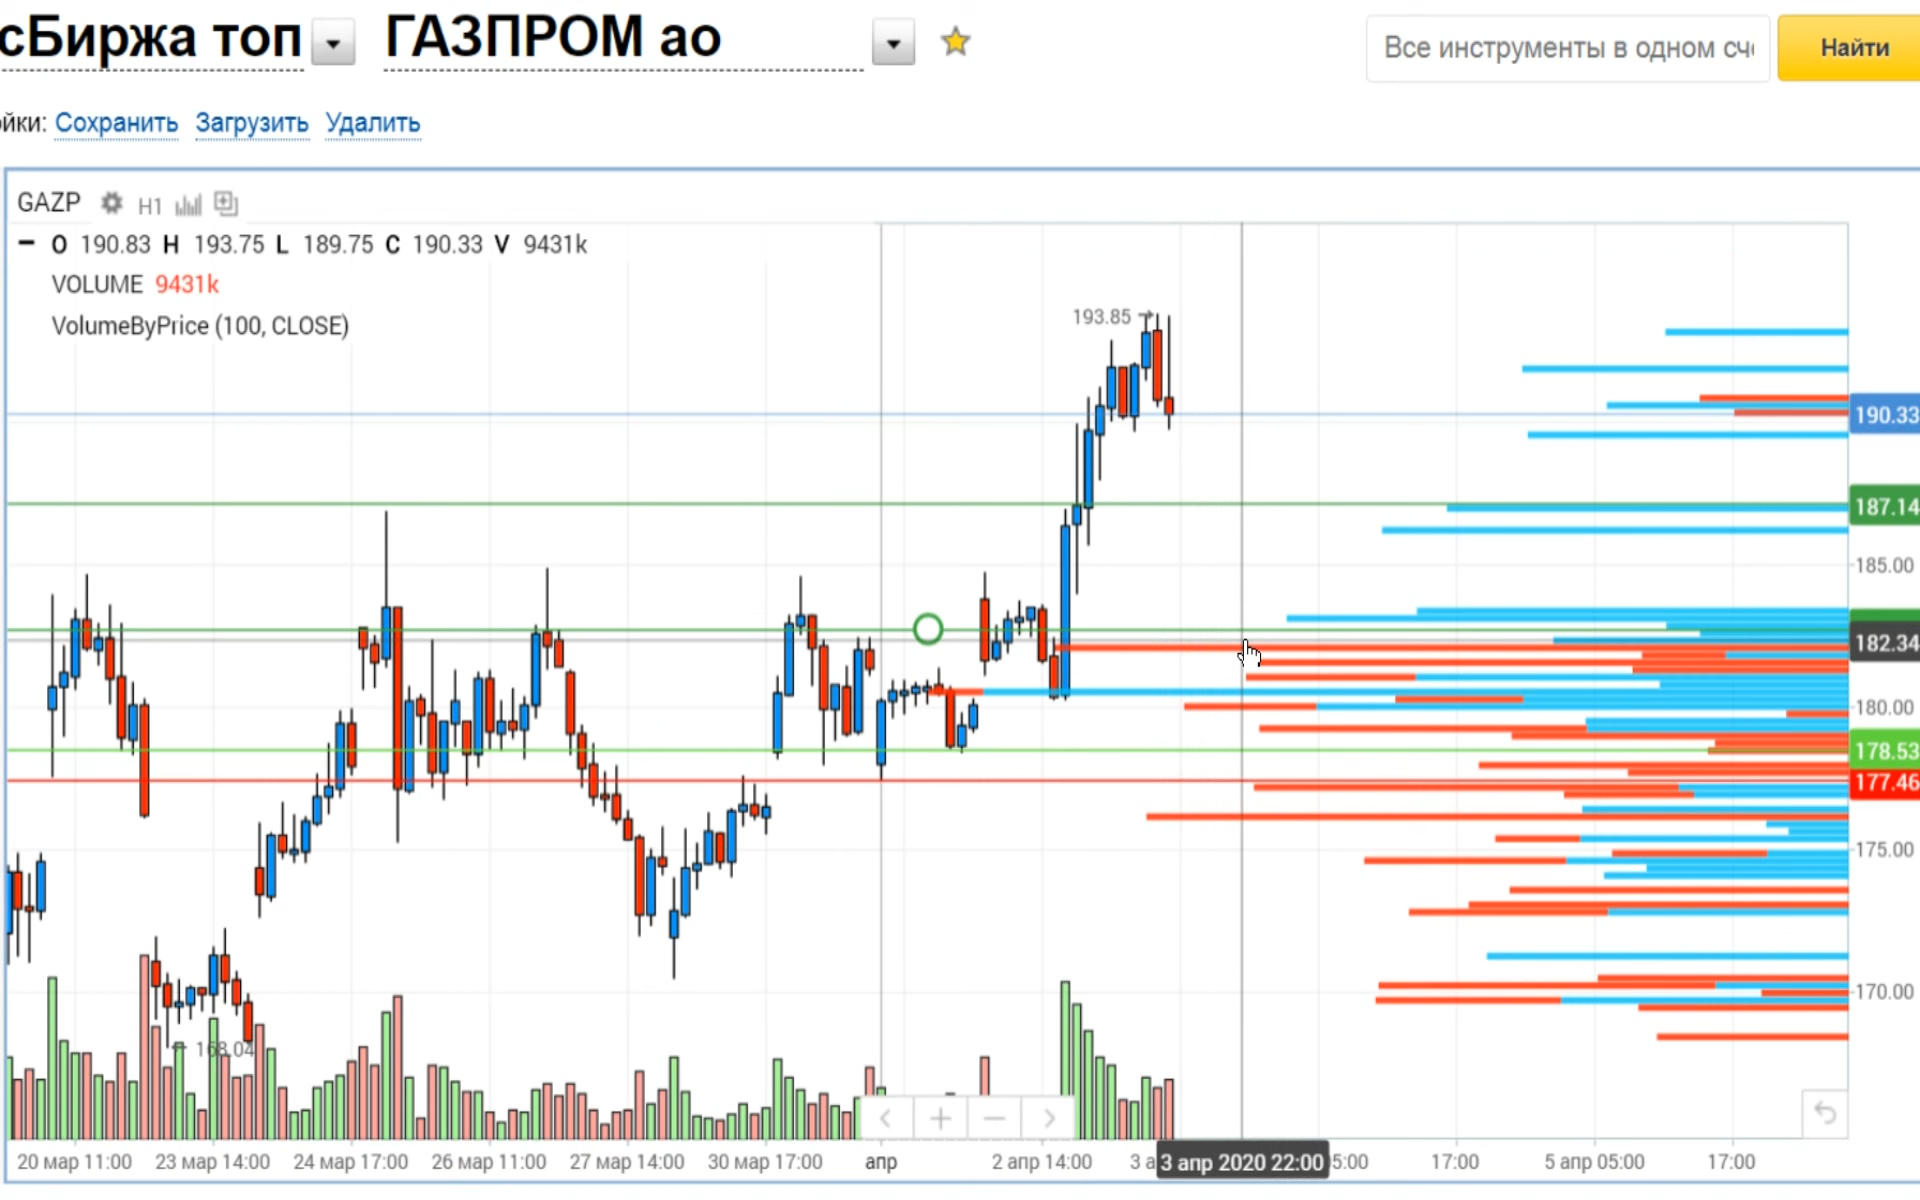 сБиржа топ ГАЗПРОМ ао
Все инструменты в одном сч
Найти
йки: Сохранить Загрузить Удалить
GAZP H1
O 190.83 H 193.75 L 189.75 C 190.33 V 9431k
VOLUME 9431k
VolumeByPrice (100, CLOSE)
193.85
190.33
187.14
185.00
182.34
180.00
178.53
177.46
175.00
170.00
168.04
20 мар 11:00 23 мар 14:00 24 мар 17:00 26 мар 11:00 27 мар 14:00 30 мар 17:00 апр 2 апр 14:00 3 а 3 апр 2020 22:00 5:00 17:00 5 апр 05:00 17:00